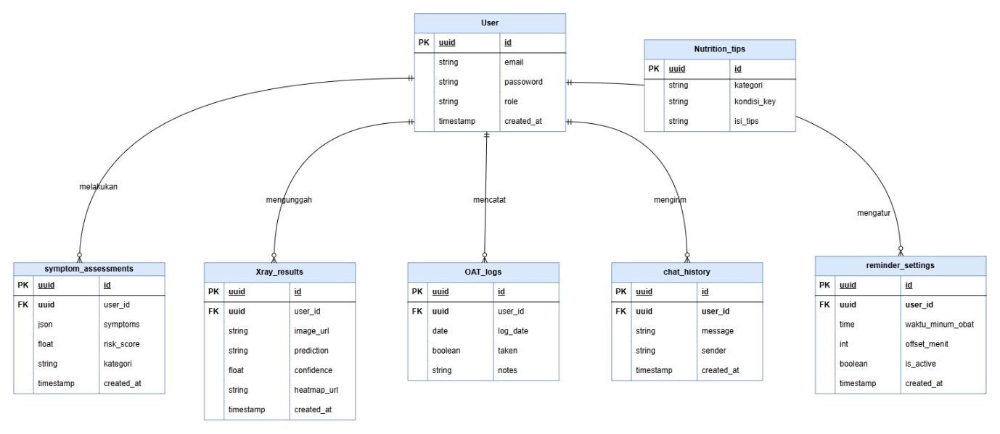 User
PK uuid id
string email
string passoword
string role
timestamp created_at
Nutrition_tips
PK uuid id
string kategori
string kondisi_key
string isi_tips
melakukan
mengunggah
mencatat
mengirim
mengatur
symptom_assessments
PK uuid id
FK uuid user_id
json symptoms
float risk_score
string kategori
timestamp created_at
Xray_results
PK uuid id
FK uuid user_id
string image_url
string prediction
float confidence
string heatmap_url
timestamp created_at
OAT_logs
PK uuid id
FK uuid user_id
date log_date
boolean taken
string notes
chat_history
PK uuid id
FK uuid user_id
string message
string sender
timestamp created_at
reminder_settings
PK uuid id
FK uuid user_id
time waktu_minum_obat
int offset_menit
boolean is_active
timestamp created_at